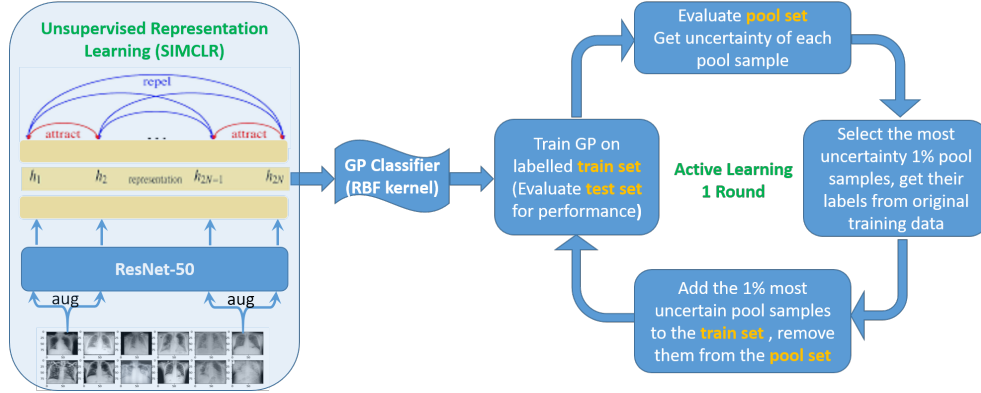 Unsupervised Representation
Learning (SIMCLR)
repel
attract
...
attract
h1
h2
representation
h2N−1
h2N
ResNet-50
aug
aug
GP Classifier
(RBF kernel)
Train GP on
labelled train set
(Evaluate test set
for performance)
Evaluate pool set
Get uncertainty of each
pool sample
Active Learning
1 Round
Select the most
uncertainty 1% pool
samples, get their
labels from original
training data
Add the 1% most
uncertain pool samples
to the train set , remove
them from the pool set